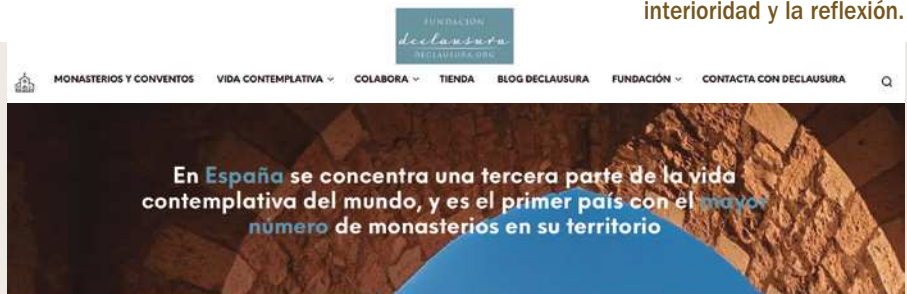 interioridad y la reflexión.
FUNDACIÓN
declausura
DECLAUSURA.ORG
MONASTERIOS Y CONVENTOS VIDA CONTEMPLATIVA COLABORA TIENDA BLOG DECLAUSURA FUNDACIÓN CONTACTA CON DECLAUSURA
En España se concentra una tercera parte de la vida
contemplativa del mundo, y es el primer país con el mayor
número de monasterios en su territorio